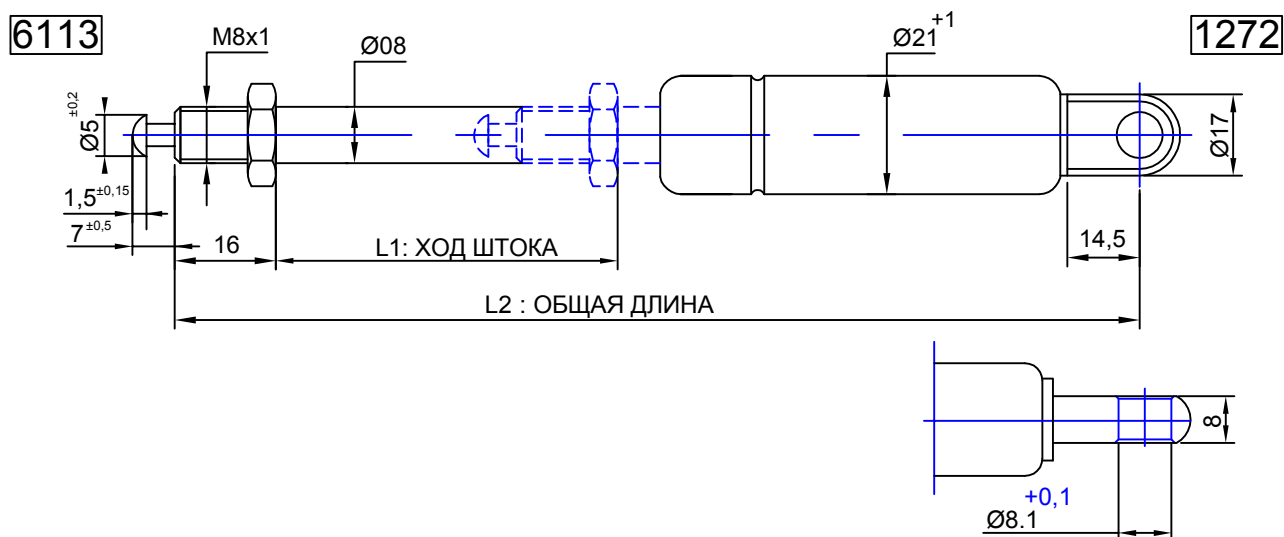 6113
M8x1
Ø08
Ø21 +1
1272
Ø5 ±0,2
Ø17
1,5 ±0,15
7 ±0,5
16
L1: ХОД ШТОКА
14,5
L2 : ОБЩАЯ ДЛИНА
8
+0,1
Ø8.1